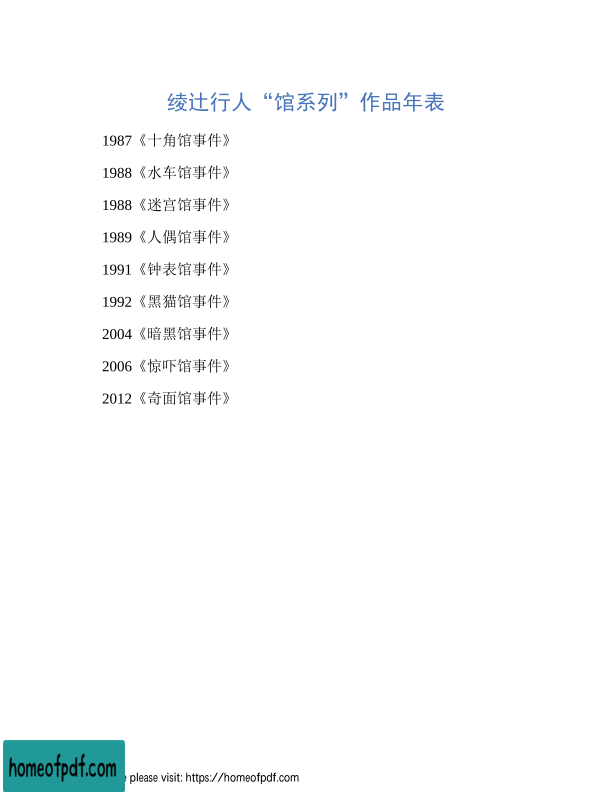 绫辻行人“馆系列”作品年表
1987《十角馆事件》
1988《水车馆事件》
1988《迷宫馆事件》
1989《人偶馆事件》
1991《钟表馆事件》
1992《黑猫馆事件》
2004《暗黑馆事件》
2006《惊吓馆事件》
2012《奇面馆事件》
homeofpdf.com
please visit: https://homeofpdf.com